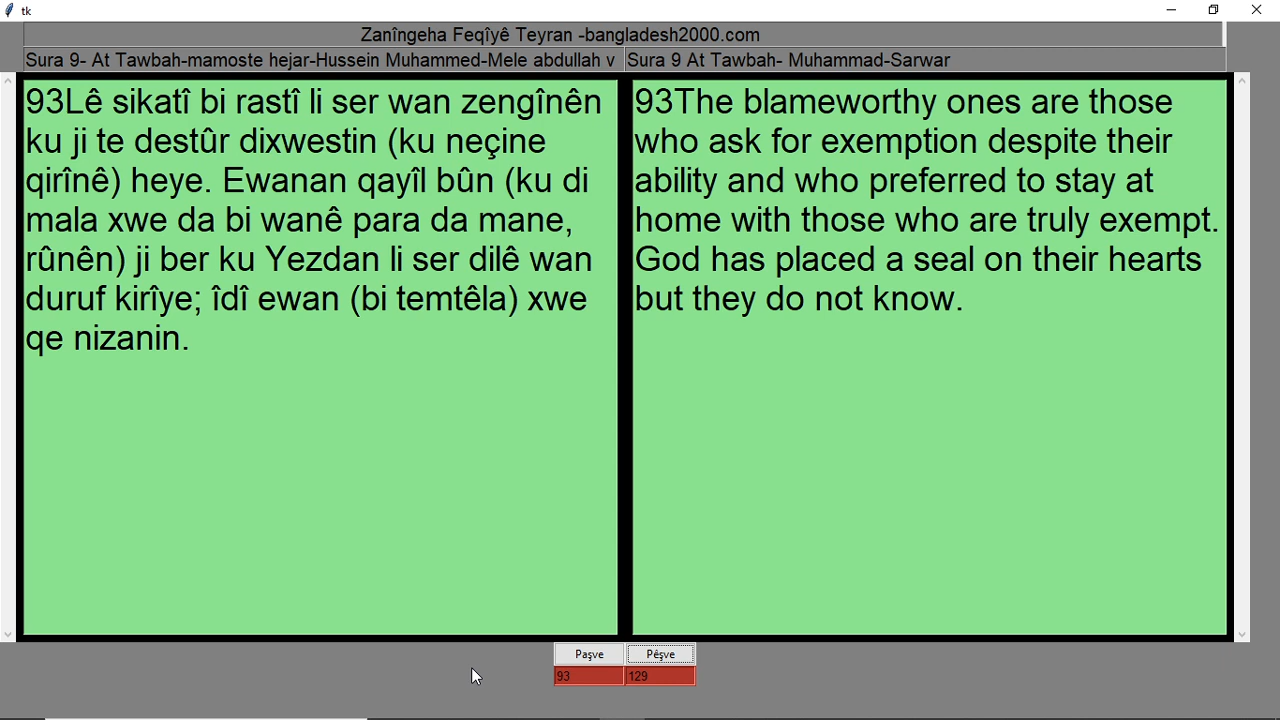 tk
Zanîngeha Feqîyê Teyran -bangladesh2000.com
Sura 9- At Tawbah-mamoste hejar-Hussein Muhammed-Mele abdullah v
Sura 9 At Tawbah- Muhammad-Sarwar
93Lê sikatî bi rastî li ser wan zengînên
ku ji te destûr dixwestin (ku neçine
qirînê) heye. Ewanan qayîl bûn (ku di
mala xwe da bi wanê para da mane,
rûnên) ji ber ku Yezdan li ser dilê wan
duruf kirîye; îdî ewan (bi temtêla) xwe
qe nizanin.
93The blameworthy ones are those
who ask for exemption despite their
ability and who preferred to stay at
home with those who are truly exempt.
God has placed a seal on their hearts
but they do not know.
Paşve
Pêşve
93
129